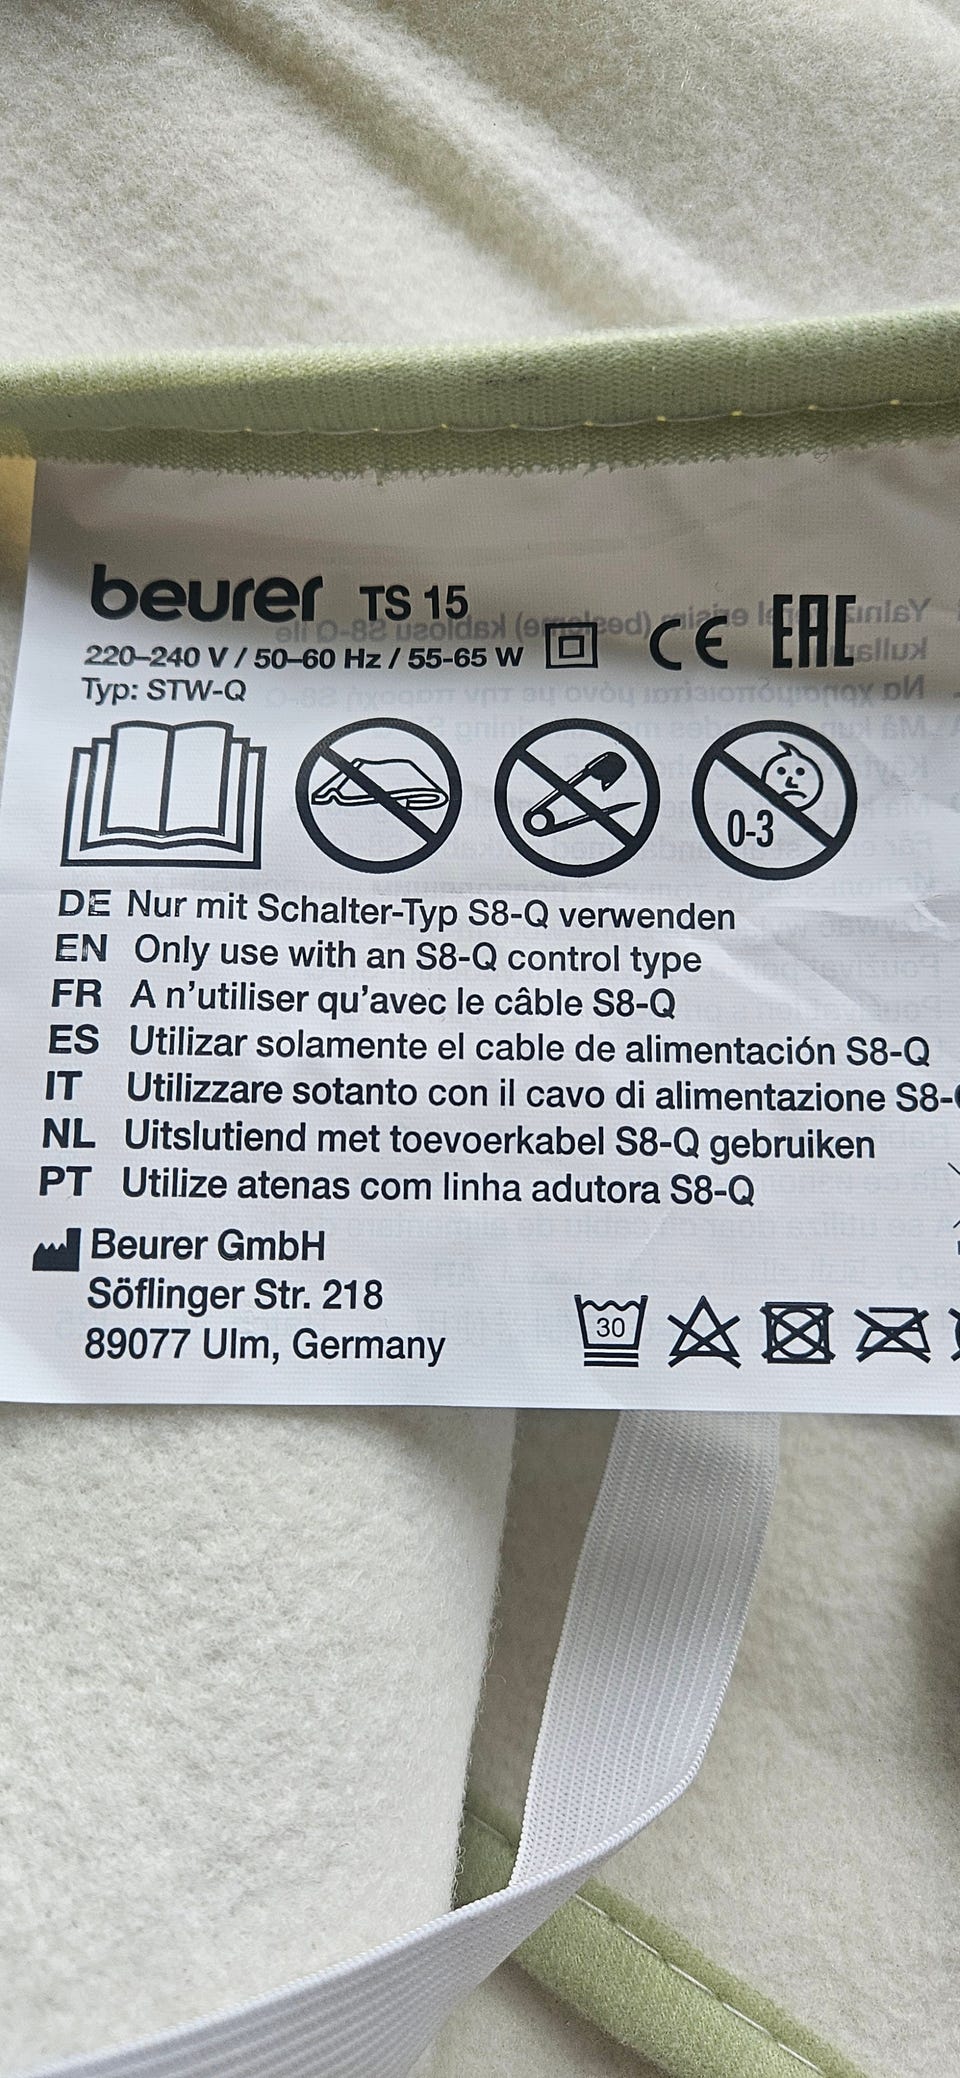 beurer TS 15
220–240 V / 50–60 Hz / 55-65 W CE EAC
Typ: STW-Q
0-3
DE Nur mit Schalter-Typ S8-Q verwenden
EN Only use with an S8-Q control type
FR A n'utiliser qu'avec le câble S8-Q
ES Utilizar solamente el cable de alimentación S8-Q
IT Utilizzare sotanto con il cavo di alimentazione S8-
NL Uitslutiend met toevoerkabel S8-Q gebruiken
PT Utilize atenas com linha adutora S8-Q
Beurer GmbH
Söflinger Str. 218
89077 Ulm, Germany
30